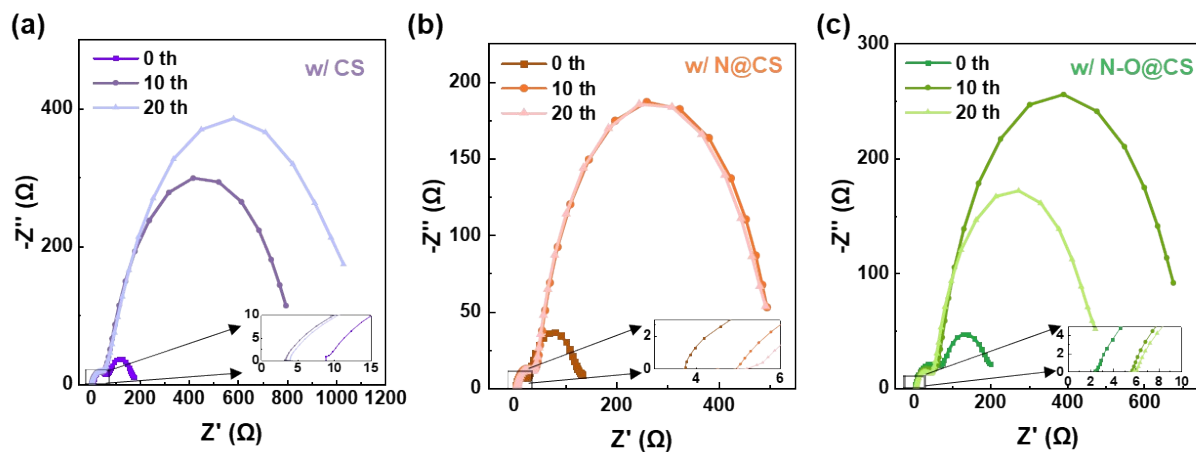 (a)
w/ CS
0 th
10 th
20 th
400
200
0
-Z'' (Ω)
10
5
0
0 5 10 15
0 200 400 600 800 1000 1200
Z' (Ω)
(b)
w/ N@CS
0 th
10 th
20 th
200
150
100
50
0
-Z'' (Ω)
2
0
4 6
0 200 400
Z' (Ω)
(c)
w/ N-O@CS
0 th
10 th
20 th
300
200
100
0
-Z'' (Ω)
4
2
0
0 2 4 6 8 10
0 200 400 600
Z' (Ω)